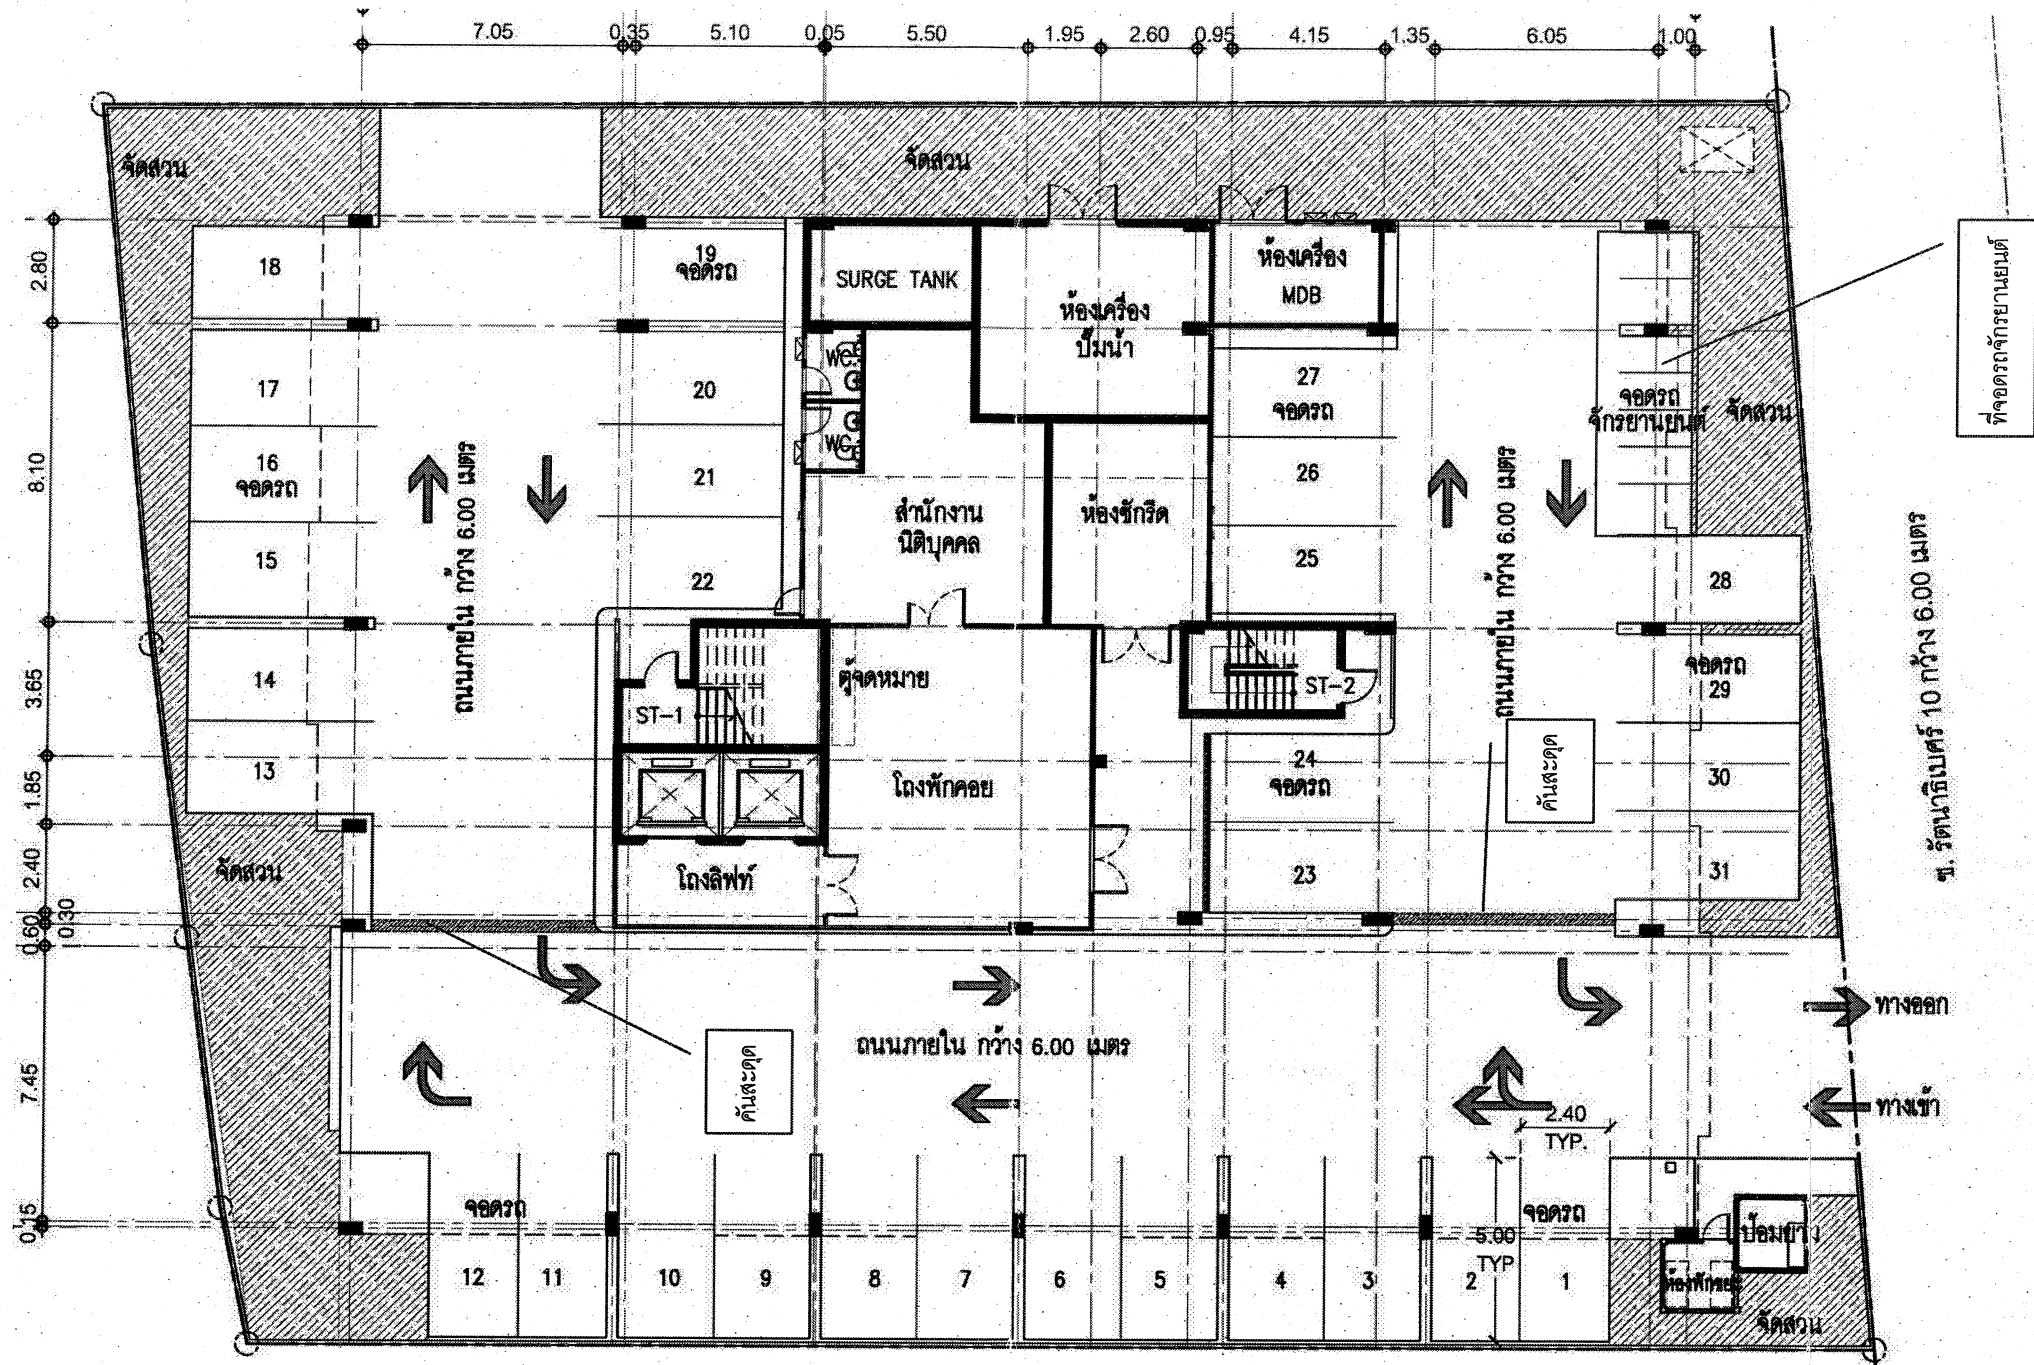 7.05 0.35 5.10 0.05 5.50 1.95 2.60 0.95 4.15 1.35 6.05 1.00
จัดสวน
จัดสวน
2.80
8.10
3.65
1.85
2.40
0.60
0.30
7.45
0.15
18
17
16
จอดรถ
15
14
13
จัดสวน
ถนนภายใน กว้าง 6.00 เมตร
19
จอดรถ
20
21
22
SURGE TANK
WC.
WC.
ห้องเครื่อง
ปั๊มน้ำ
ห้องเครื่อง
MDB
สำนักงาน
นิติบุคคล
ห้องซักรีด
27
จอดรถ
26
25
ST-1
ตู้จดหมาย
ST-2
โถงพักคอย
โถงลิฟท์
24
จอดรถ
23
ถนนภายใน กว้าง 6.00 เมตร
จอดรถ
จักรยานยนต์
จัดสวน
ที่จอดรถจักรยานยนต์
28
จอดรถ
29
30
31
คันสะดุด
ซ. รัตนาธิเบศร์ 10 กว้าง 6.00 เมตร
ทางออก
ถนนภายใน กว้าง 6.00 เมตร
คันสะดุด
ทางเข้า
2.40
TYP.
5.00
TYP
จอดรถ
จอดรถ
12 11 10 9 8 7 6 5 4 3 2 1
ป้อมยาม
ห้องพักขยะ
จัดสวน